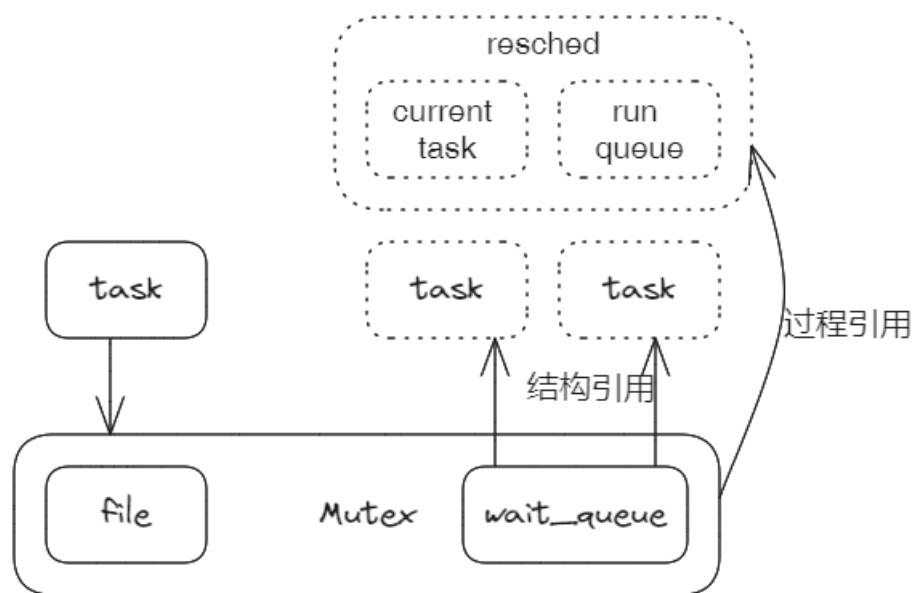 resched
current
task
run
queue
task
task
task
过程引用
结构引用
file
Mutex
wait_queue